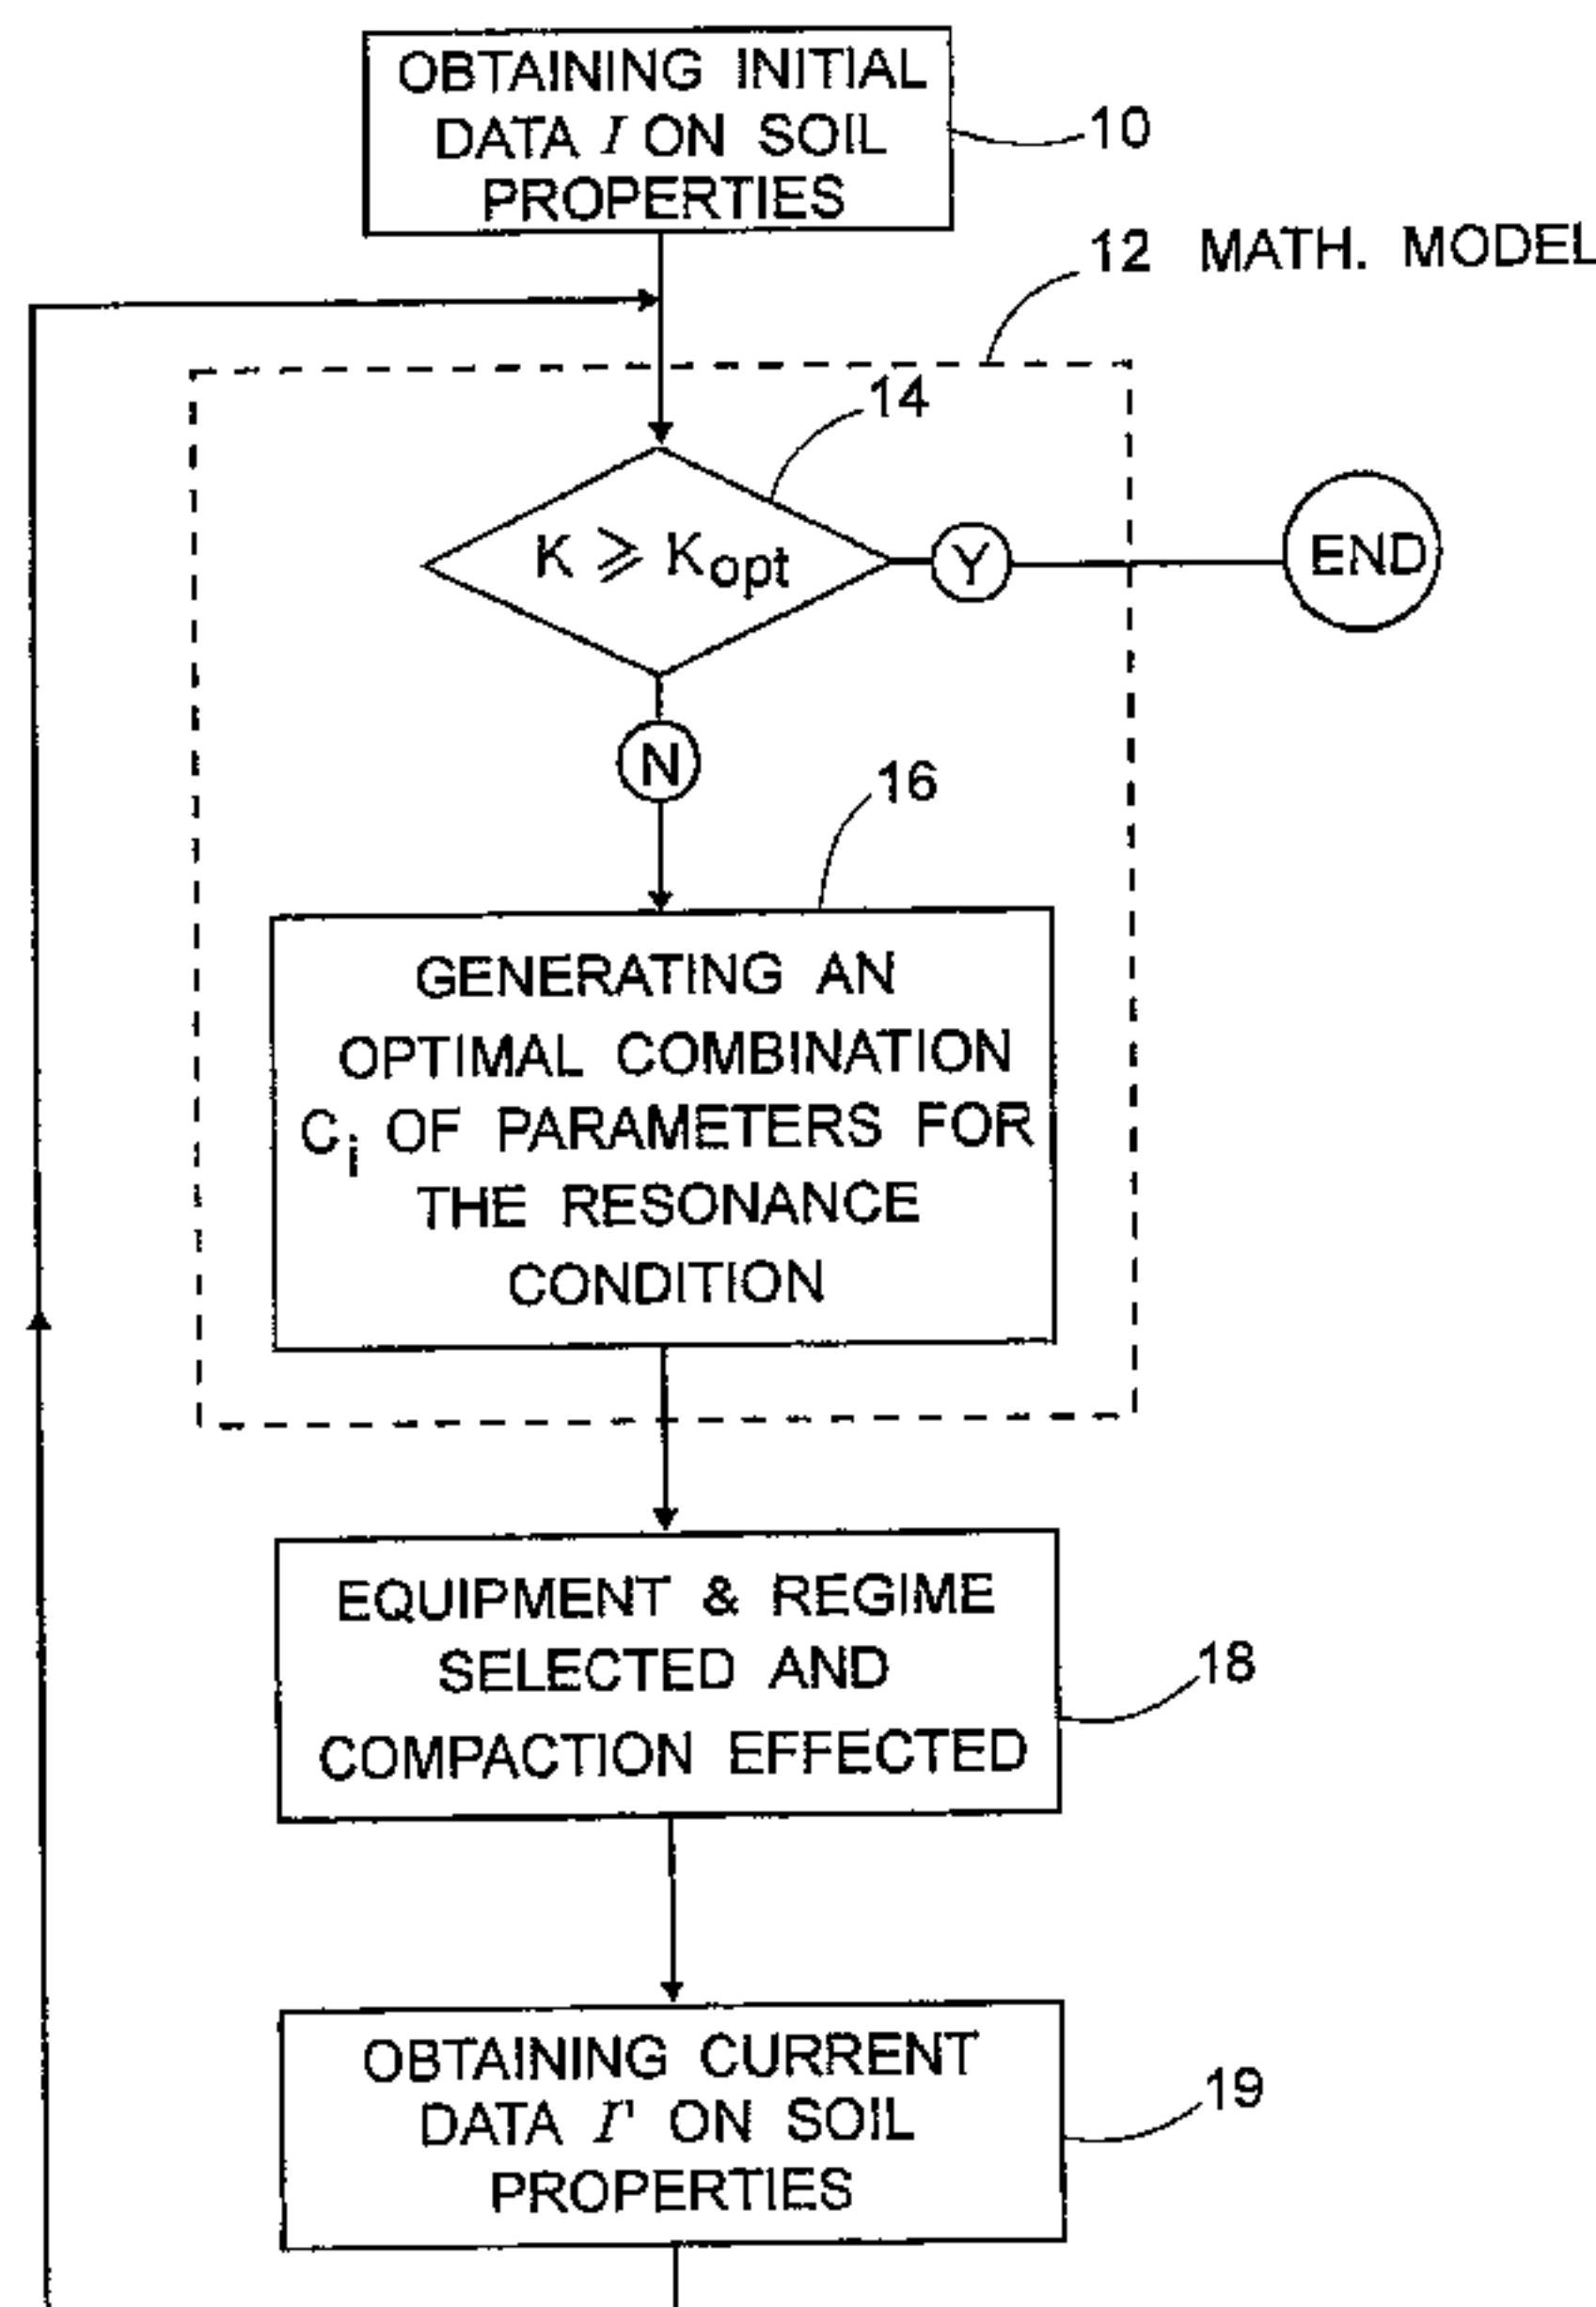 OBTAINING INITIAL
DATA I ON SOIL
PROPERTIES
10
12 MATH. MODEL
14
K ⩾ Kopt
Y
END
N
16
GENERATING AN
OPTIMAL COMBINATION
Ci OF PARAMETERS FOR
THE RESONANCE
CONDITION
EQUIPMENT & REGIME
SELECTED AND
COMPACTION EFFECTED
18
OBTAINING CURRENT
DATA I' ON SOIL
PROPERTIES
19